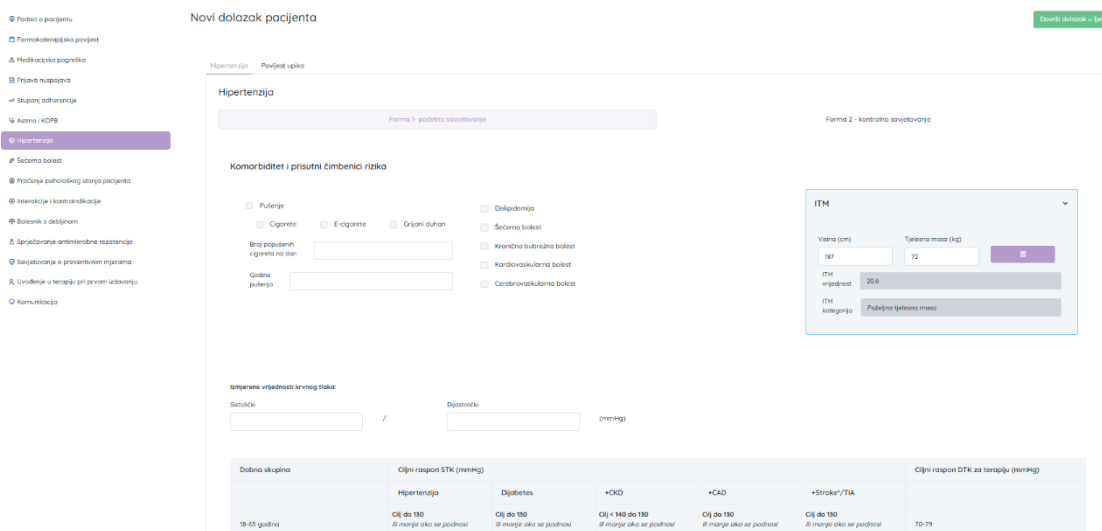 Podaci o pacijentu
Farmakoterapijska povijest
Medikacijska pogreška
Prijava nuspojava
Stupanj adherencije
Astma i KOPB
Hipertenzija
Šećerna bolest
Praćenje psihološkog stanja pacijenta
Interakcije i kontraindikacije
Bolesnik s debljinom
Sprječavanje antimikrobne rezistencije
Savjetovanje o preventivnim mjerama
Uvođenje u terapiju pri prvom izdavanju
Komunikacija
Novi dolazak pacijenta
Dovrši dolazak u
Hipertenzija Povijest upisa
Hipertenzija
Forma 1- početno savjetovanje Forma 2 - kontrolno savjetovanje
Komorbiditet i prisutni čimbenici rizika
Pušenje
Cigarete E-cigarete Grijani duhan
Broj popušenih
cigareta na dan
Godine
pušenja
Dislipidemija
Šećerna bolest
Kronična bubrežna bolest
Kardiovaskularna bolest
Cerebrovaskularna bolest
ITM
Visina (cm) Tjelesna masa (kg)
187 72
ITM
vrijednost 20.6
ITM
kategorija Poželjna tjelesna masa
Izmjerene vrijednosti krvnog tlaka:
Sistolički Dijastolički
/ (mmHg)
Dobna skupina Ciljni raspon STK (mmHg) Ciljni raspon DTK za terapiju (mmHg)
Hipertenzija Dijabetes +CKD +CAD +Stroke*/TIA
Cilj do 130 Cilj do 130 Cilj < 140 do 130 Cilj do 130 Cilj do 130
18-65 godina Ili manje ako se podnosi Ili manje ako se podnosi Ili manje ako se podnosi Ili manje ako se podnosi Ili manje ako se podnosi 70-79